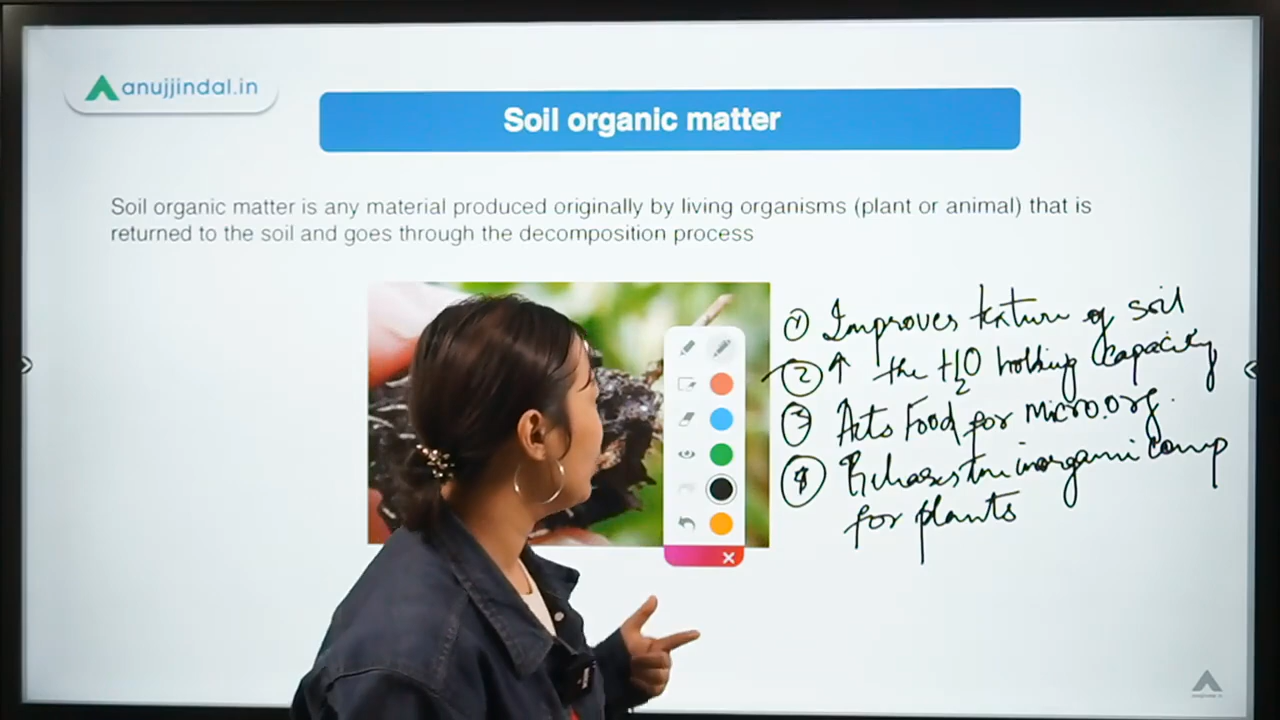 anujjindal.in
Soil organic matter
Soil organic matter is any material produced originally by living organisms (plant or animal) that is
returned to the soil and goes through the decomposition process
1 Improves texture of soil
2 ↑ the H₂O holding capacity
3 Acts Food for micro.org.
4 Releases the inorganic comp
for plants